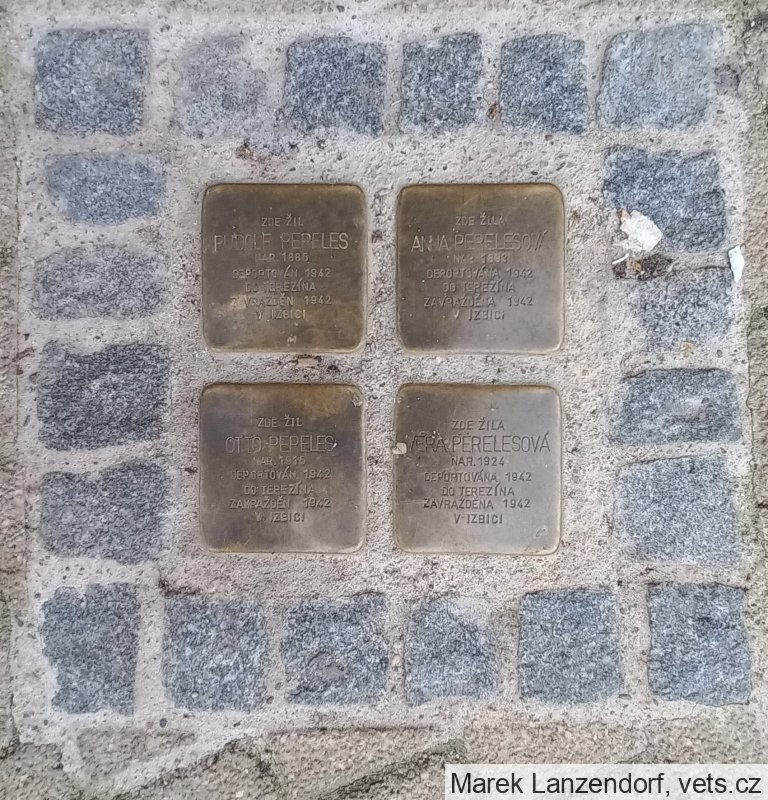 ZDE ŽIL
RUDOLF PERELES
NAR. 1885
DEPORTOVÁN 1942
DO TEREZÍNA
ZAVRAŽDĚN 1942
V IZBICI
ZDE ŽILA
ANNA PERELESOVÁ
NAR. 1893
DEPORTOVÁNA 1942
DO TEREZÍNA
ZAVRAŽDĚNA 1942
V IZBICI
ZDE ŽIL
OTTO PERELES
NAR. 1915
DEPORTOVÁN 1942
DO TEREZÍNA
ZAVRAŽDĚN 1942
V IZBICI
ZDE ŽILA
VĚRA PERELESOVÁ
NAR. 1924
DEPORTOVÁNA 1942
DO TEREZÍNA
ZAVRAŽDĚNA 1942
V IZBICI
Marek Lanzendorf, vets.cz